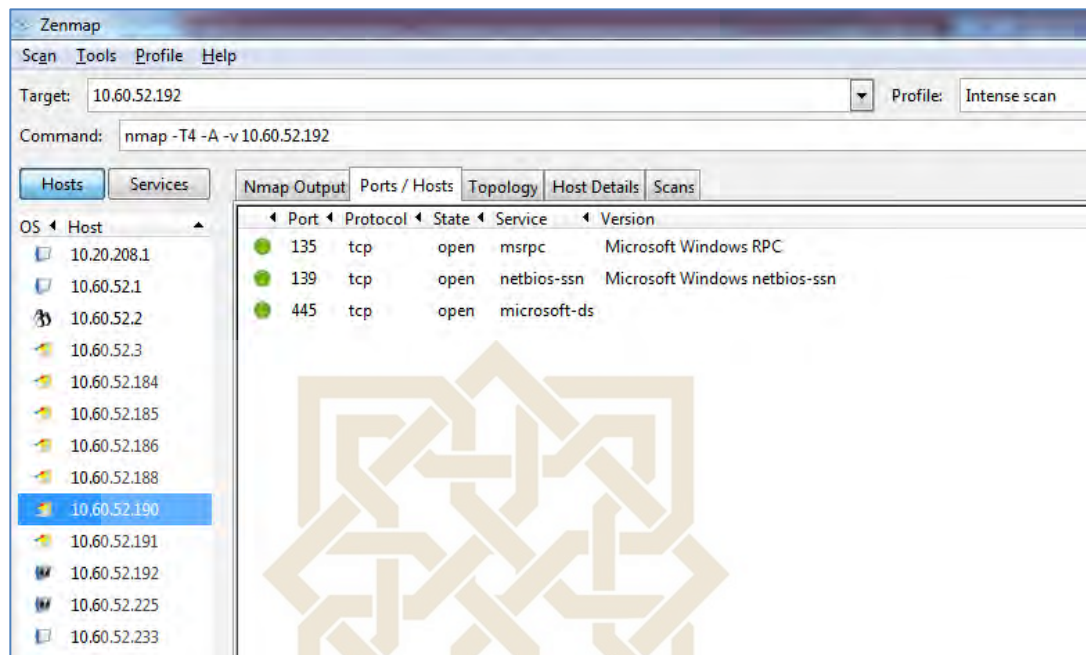 Zenmap
Scan Tools Profile Help
Target: 10.60.52.192 Profile: Intense scan
Command: nmap -T4 -A -v 10.60.52.192
Hosts Services Nmap Output Ports / Hosts Topology Host Details Scans
OS Host Port Protocol State Service Version
10.20.208.1
10.60.52.1
10.60.52.2
10.60.52.3
10.60.52.184
10.60.52.185
10.60.52.186
10.60.52.188
10.60.52.190
10.60.52.191
10.60.52.192
10.60.52.225
10.60.52.233
135 tcp open msrpc Microsoft Windows RPC
139 tcp open netbios-ssn Microsoft Windows netbios-ssn
445 tcp open microsoft-ds